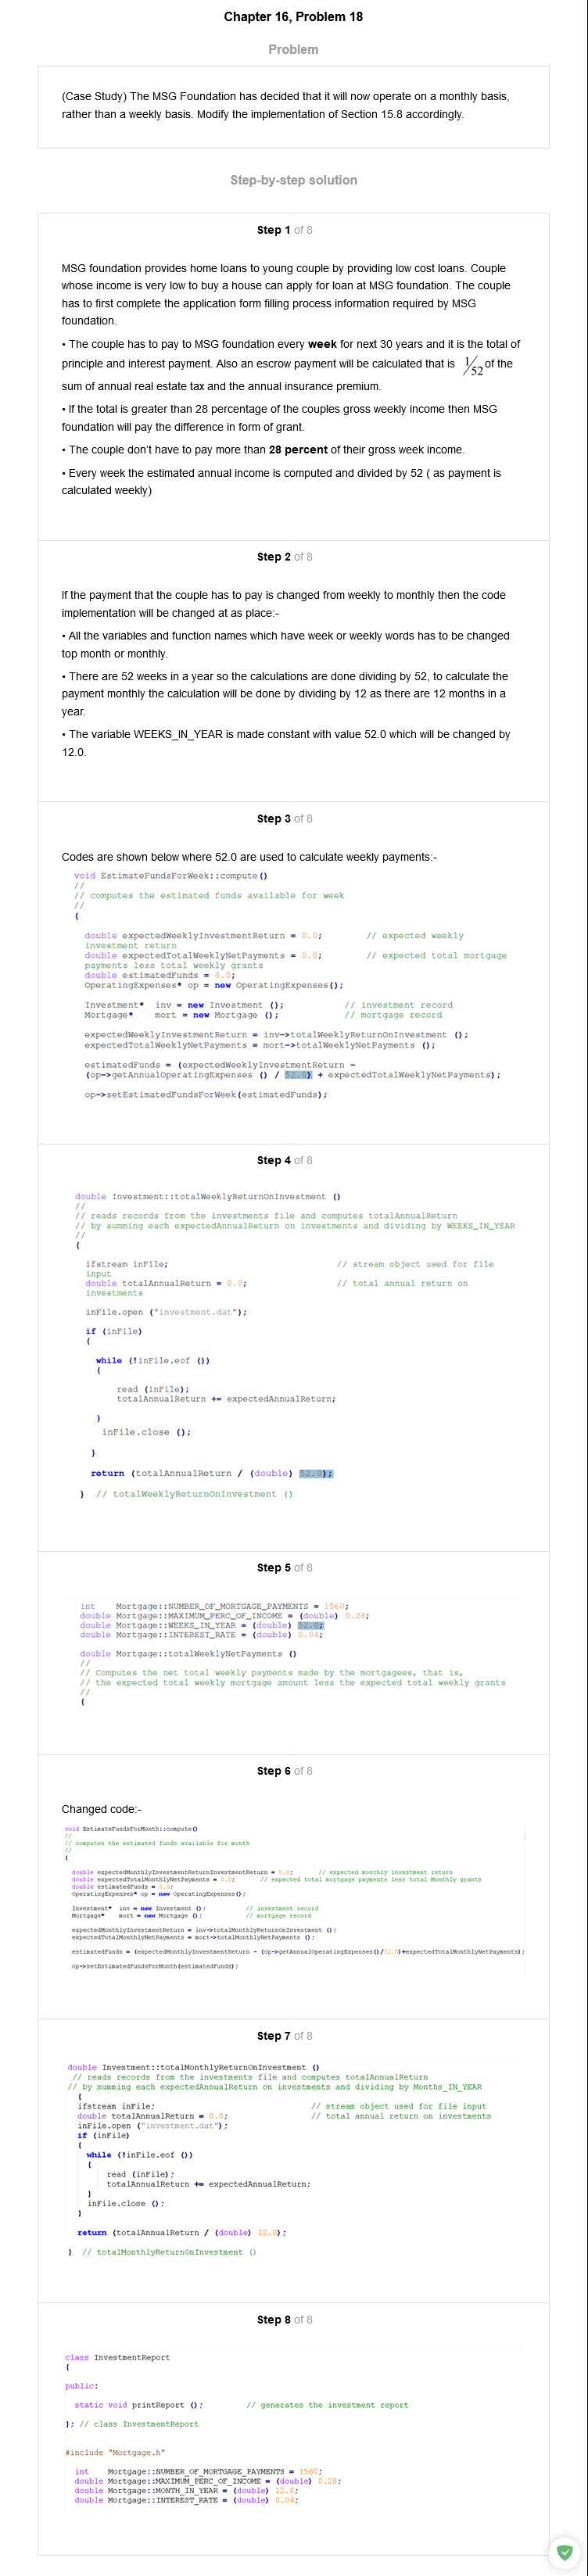 Chapter 16, Problem 18
Problem
(Case Study) The MSG Foundation has decided that it will now operate on a monthly basis,
rather than a weekly basis. Modify the implementation of Section 15.8 accordingly.
Step-by-step solution
Step 1 of 8
MSG foundation provides home loans to young couple by providing low cost loans. Couple
whose income is very low to buy a house can apply for loan at MSG foundation. The couple
has to first complete the application form filling process information required by MSG
foundation.
• The couple has to pay to MSG foundation every week for next 30 years and it is the total of
principle and interest payment. Also an escrow payment will be calculated that is 1/52 of the
sum of annual real estate tax and the annual insurance premium.
• If the total is greater than 28 percentage of the couples gross weekly income then MSG
foundation will pay the difference in form of grant.
• The couple don't have to pay more than 28 percent of their gross week income.
• Every week the estimated annual income is computed and divided by 52 ( as payment is
calculated weekly)
Step 2 of 8
If the payment that the couple has to pay is changed from weekly to monthly then the code
implementation will be changed at as place:-
• All the variables and function names which have week or weekly words has to be changed
top month or monthly.
• There are 52 weeks in a year so the calculations are done dividing by 52, to calculate the
payment monthly the calculation will be done by dividing by 12 as there are 12 months in a
year.
• The variable WEEKS_IN_YEAR is made constant with value 52.0 which will be changed by
12.0.
Step 3 of 8
Codes are shown below where 52.0 are used to calculate weekly payments:-
void EstimateFundsForWeek::compute()
//
// computes the estimated funds available for week
//
{
double expectedWeeklyInvestmentReturn = 0.0; // expected weekly
investment return
double expectedTotalWeeklyNetPayments = 0.0; // expected total mortgage
payments less total weekly grants
double estimatedFunds = 0.0;
OperatingExpenses* op = new OperatingExpenses();
Investment* inv = new Investment (); // investment record
Mortgage* mort = new Mortgage (); // mortgage record
expectedWeeklyInvestmentReturn = inv->totalWeeklyReturnOnInvestment ();
expectedTotalWeeklyNetPayments = mort->totalWeeklyNetPayments ();
estimatedFunds = (expectedWeeklyInvestmentReturn -
(op->getAnnualOperatingExpenses () / 52.0) + expectedTotalWeeklyNetPayments);
op->setEstimatedFundsForWeek(estimatedFunds);
Step 4 of 8
double Investment::totalWeeklyReturnOnInvestment ()
//
// reads records from the investments file and computes totalAnnualReturn
// by summing each expectedAnnualReturn on investments and dividing by WEEKS_IN_YEAR
//
{
ifstream inFile; // stream object used for file
input
double totalAnnualReturn = 0.0; // total annual return on
investments
inFile.open ("investment.dat");
if (inFile)
{
while (!inFile.eof ())
{
read (inFile);
totalAnnualReturn += expectedAnnualReturn;
}
inFile.close ();
}
return (totalAnnualReturn / (double) 52.0);
} // totalWeeklyReturnOnInvestment ()
Step 5 of 8
int Mortgage::NUMBER_OF_MORTGAGE_PAYMENTS = 1560;
double Mortgage::MAXIMUM_PERC_OF_INCOME = (double) 0.28;
double Mortgage::WEEKS_IN_YEAR = (double) 52.0;
double Mortgage::INTEREST_RATE = (double) 0.04;
double Mortgage::totalWeeklyNetPayments ()
//
// Computes the net total weekly payments made by the mortgagees, that is,
// the expected total weekly mortgage amount less the expected total weekly grants
//
{
Step 6 of 8
Changed code:-
void EstimateFundsForMonth::compute()
//
// computes the estimated funds available for month
//
{
double expectedMonthlyInvestmentReturnInvestmentReturn = 0.0; // expected monthly investment return
double expectedTotalMonthlyNetPayments = 0.0; // expected total mortgage payments less total Monthly grants
double estimatedFunds = 0.0;
OperatingExpenses* op = new OperatingExpenses();
Investment* inv = new Investment (); // investment record
Mortgage* mort = new Mortgage (); // mortgage record
expectedMonthlyInvestmentReturn = inv->totalMonthlyReturnOnInvestment ();
expectedTotalMonthlyNetPayments = mort->totalMonthlyNetPayments ();
estimatedFunds = (expectedMonthlyInvestmentReturn - (op->getAnnualOperatingExpenses()/12.0)+expectedTotalMonthlyNetPayments);
op->setEstimatedFundsForMonth(estimatedFunds);
Step 7 of 8
double Investment::totalMonthlyReturnOnInvestment ()
// reads records from the investments file and computes totalAnnualReturn
// by summing each expectedAnnualReturn on investments and dividing by Months_IN_YEAR
{
ifstream inFile; // stream object used for file input
double totalAnnualReturn = 0.0; // total annual return on investments
inFile.open ("investment.dat");
if (inFile)
{
while (!inFile.eof ())
{
read (inFile);
totalAnnualReturn += expectedAnnualReturn;
}
inFile.close ();
}
return (totalAnnualReturn / (double) 12.0);
} // totalMonthlyReturnOnInvestment ()
Step 8 of 8
class InvestmentReport
{
public:
static void printReport (); // generates the investment report
}; // class InvestmentReport
#include "Mortgage.h"
int Mortgage::NUMBER_OF_MORTGAGE_PAYMENTS = 1560;
double Mortgage::MAXIMUM_PERC_OF_INCOME = (double) 0.28;
double Mortgage::MONTH_IN_YEAR = (double) 12.0;
double Mortgage::INTEREST_RATE = (double) 0.04;